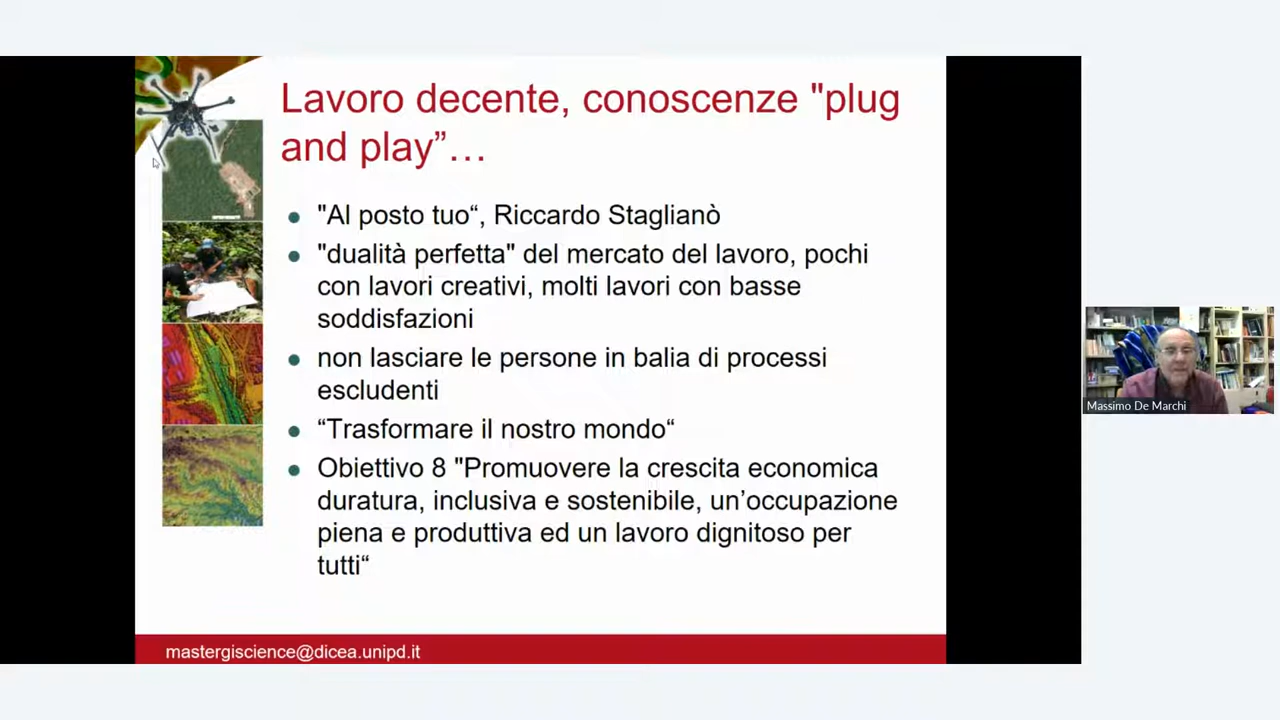 Lavoro decente, conoscenze "plug
and play”…
"Al posto tuo“, Riccardo Staglianò
"dualità perfetta" del mercato del lavoro, pochi
con lavori creativi, molti lavori con basse
soddisfazioni
non lasciare le persone in balia di processi
escludenti
“Trasformare il nostro mondo“
Obiettivo 8 "Promuovere la crescita economica
duratura, inclusiva e sostenibile, un’occupazione
piena e produttiva ed un lavoro dignitoso per
tutti“
mastergiscience@dicea.unipd.it
Massimo De Marchi